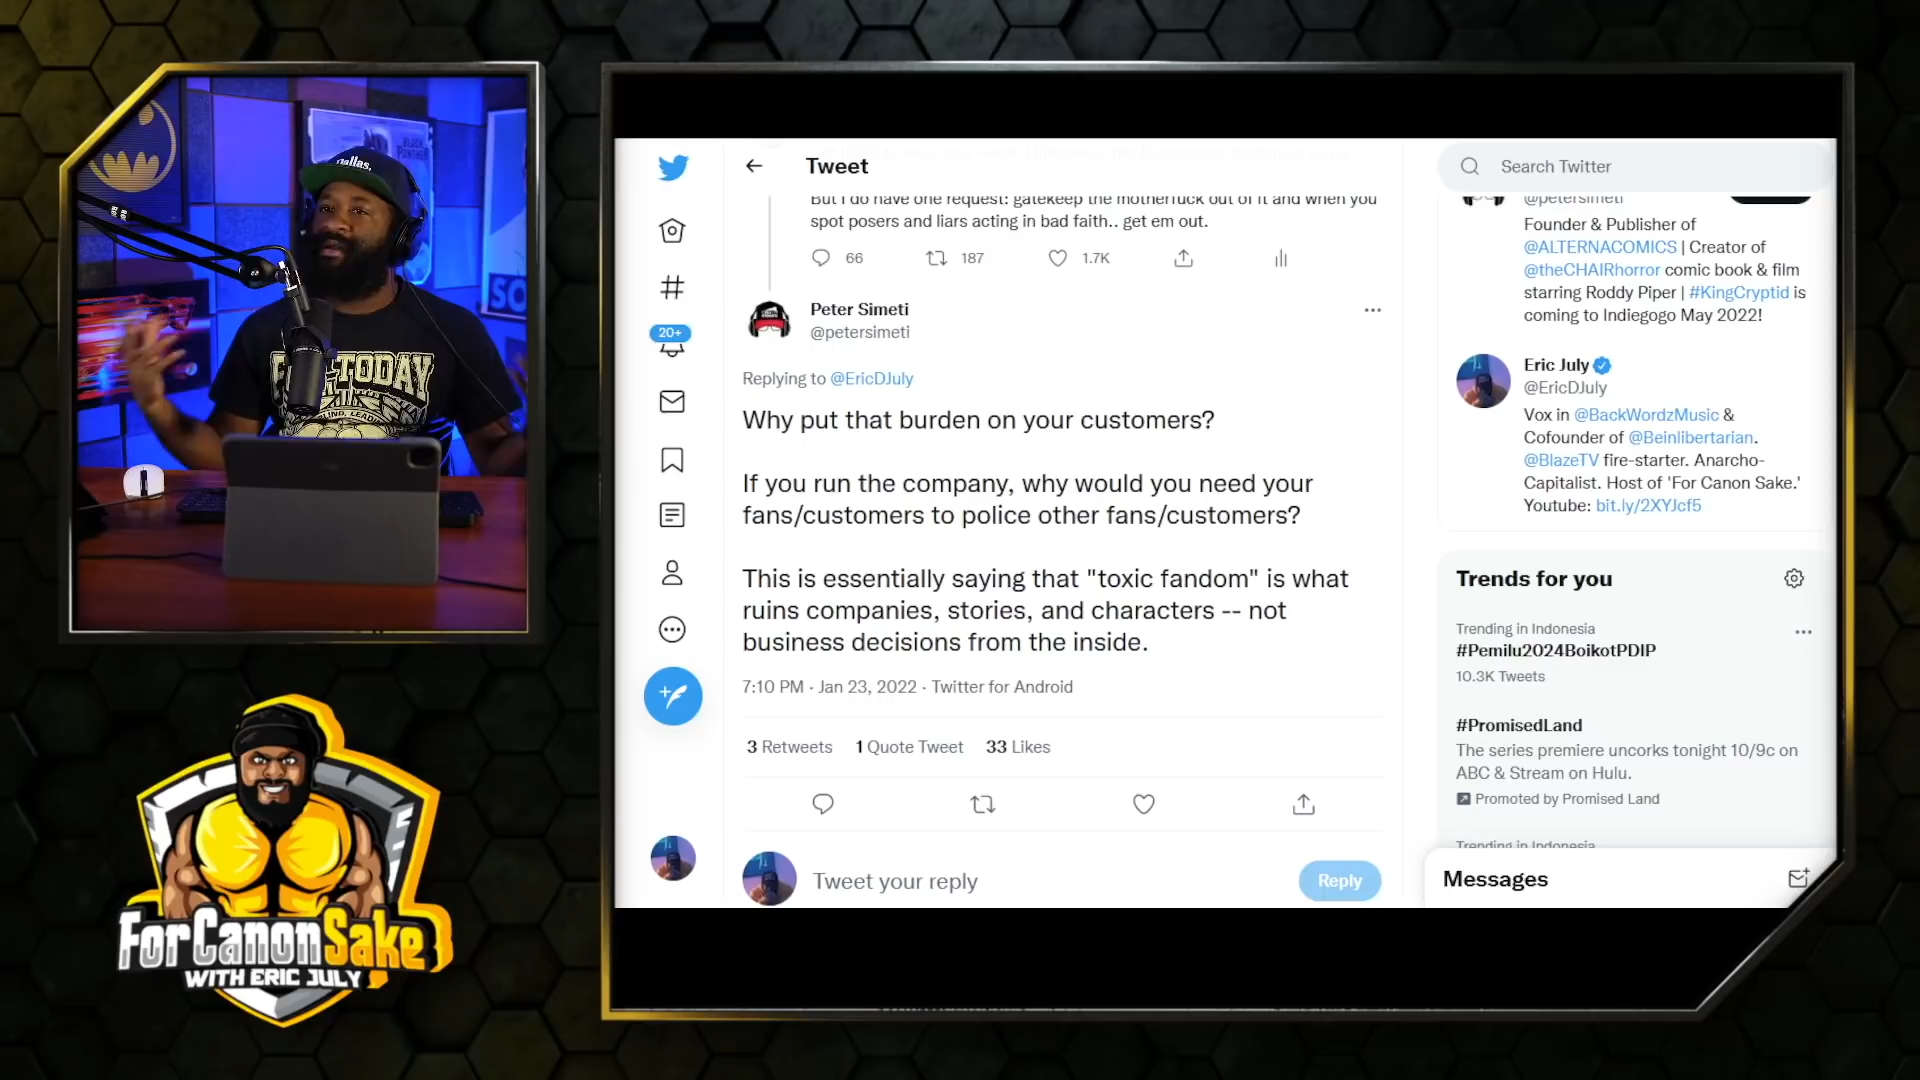 Dallas,
TODAY
BLIND, LEAD
SO
ForCanonSake
WITH ERIC JULY
Tweet
But I do have one request: gatekeep the motherfuck out of it and when you
spot posers and liars acting in bad faith.. get em out.
66
187
1.7K
Peter Simeti
@petersimeti
Replying to @EricDJuly
Why put that burden on your customers?
If you run the company, why would you need your
fans/customers to police other fans/customers?
This is essentially saying that "toxic fandom" is what
ruins companies, stories, and characters -- not
business decisions from the inside.
7:10 PM · Jan 23, 2022 · Twitter for Android
3 Retweets 1 Quote Tweet 33 Likes
Tweet your reply
Reply
20+
Search Twitter
@petersimeti
Founder & Publisher of
@ALTERNACOMICS | Creator of
@theCHAIRhorror comic book & film
starring Roddy Piper | #KingCryptid is
coming to Indiegogo May 2022!
Eric July
@EricDJuly
Vox in @BackWordzMusic &
Cofounder of @Beinlibertarian.
@BlazeTV fire-starter. Anarcho-
Capitalist. Host of 'For Canon Sake.'
Youtube: bit.ly/2XYJcf5
Trends for you
Trending in Indonesia
#Pemilu2024BoikotPDIP
10.3K Tweets
#PromisedLand
The series premiere uncorks tonight 10/9c on
ABC & Stream on Hulu.
Promoted by Promised Land
Trending in Indonesia
Messages